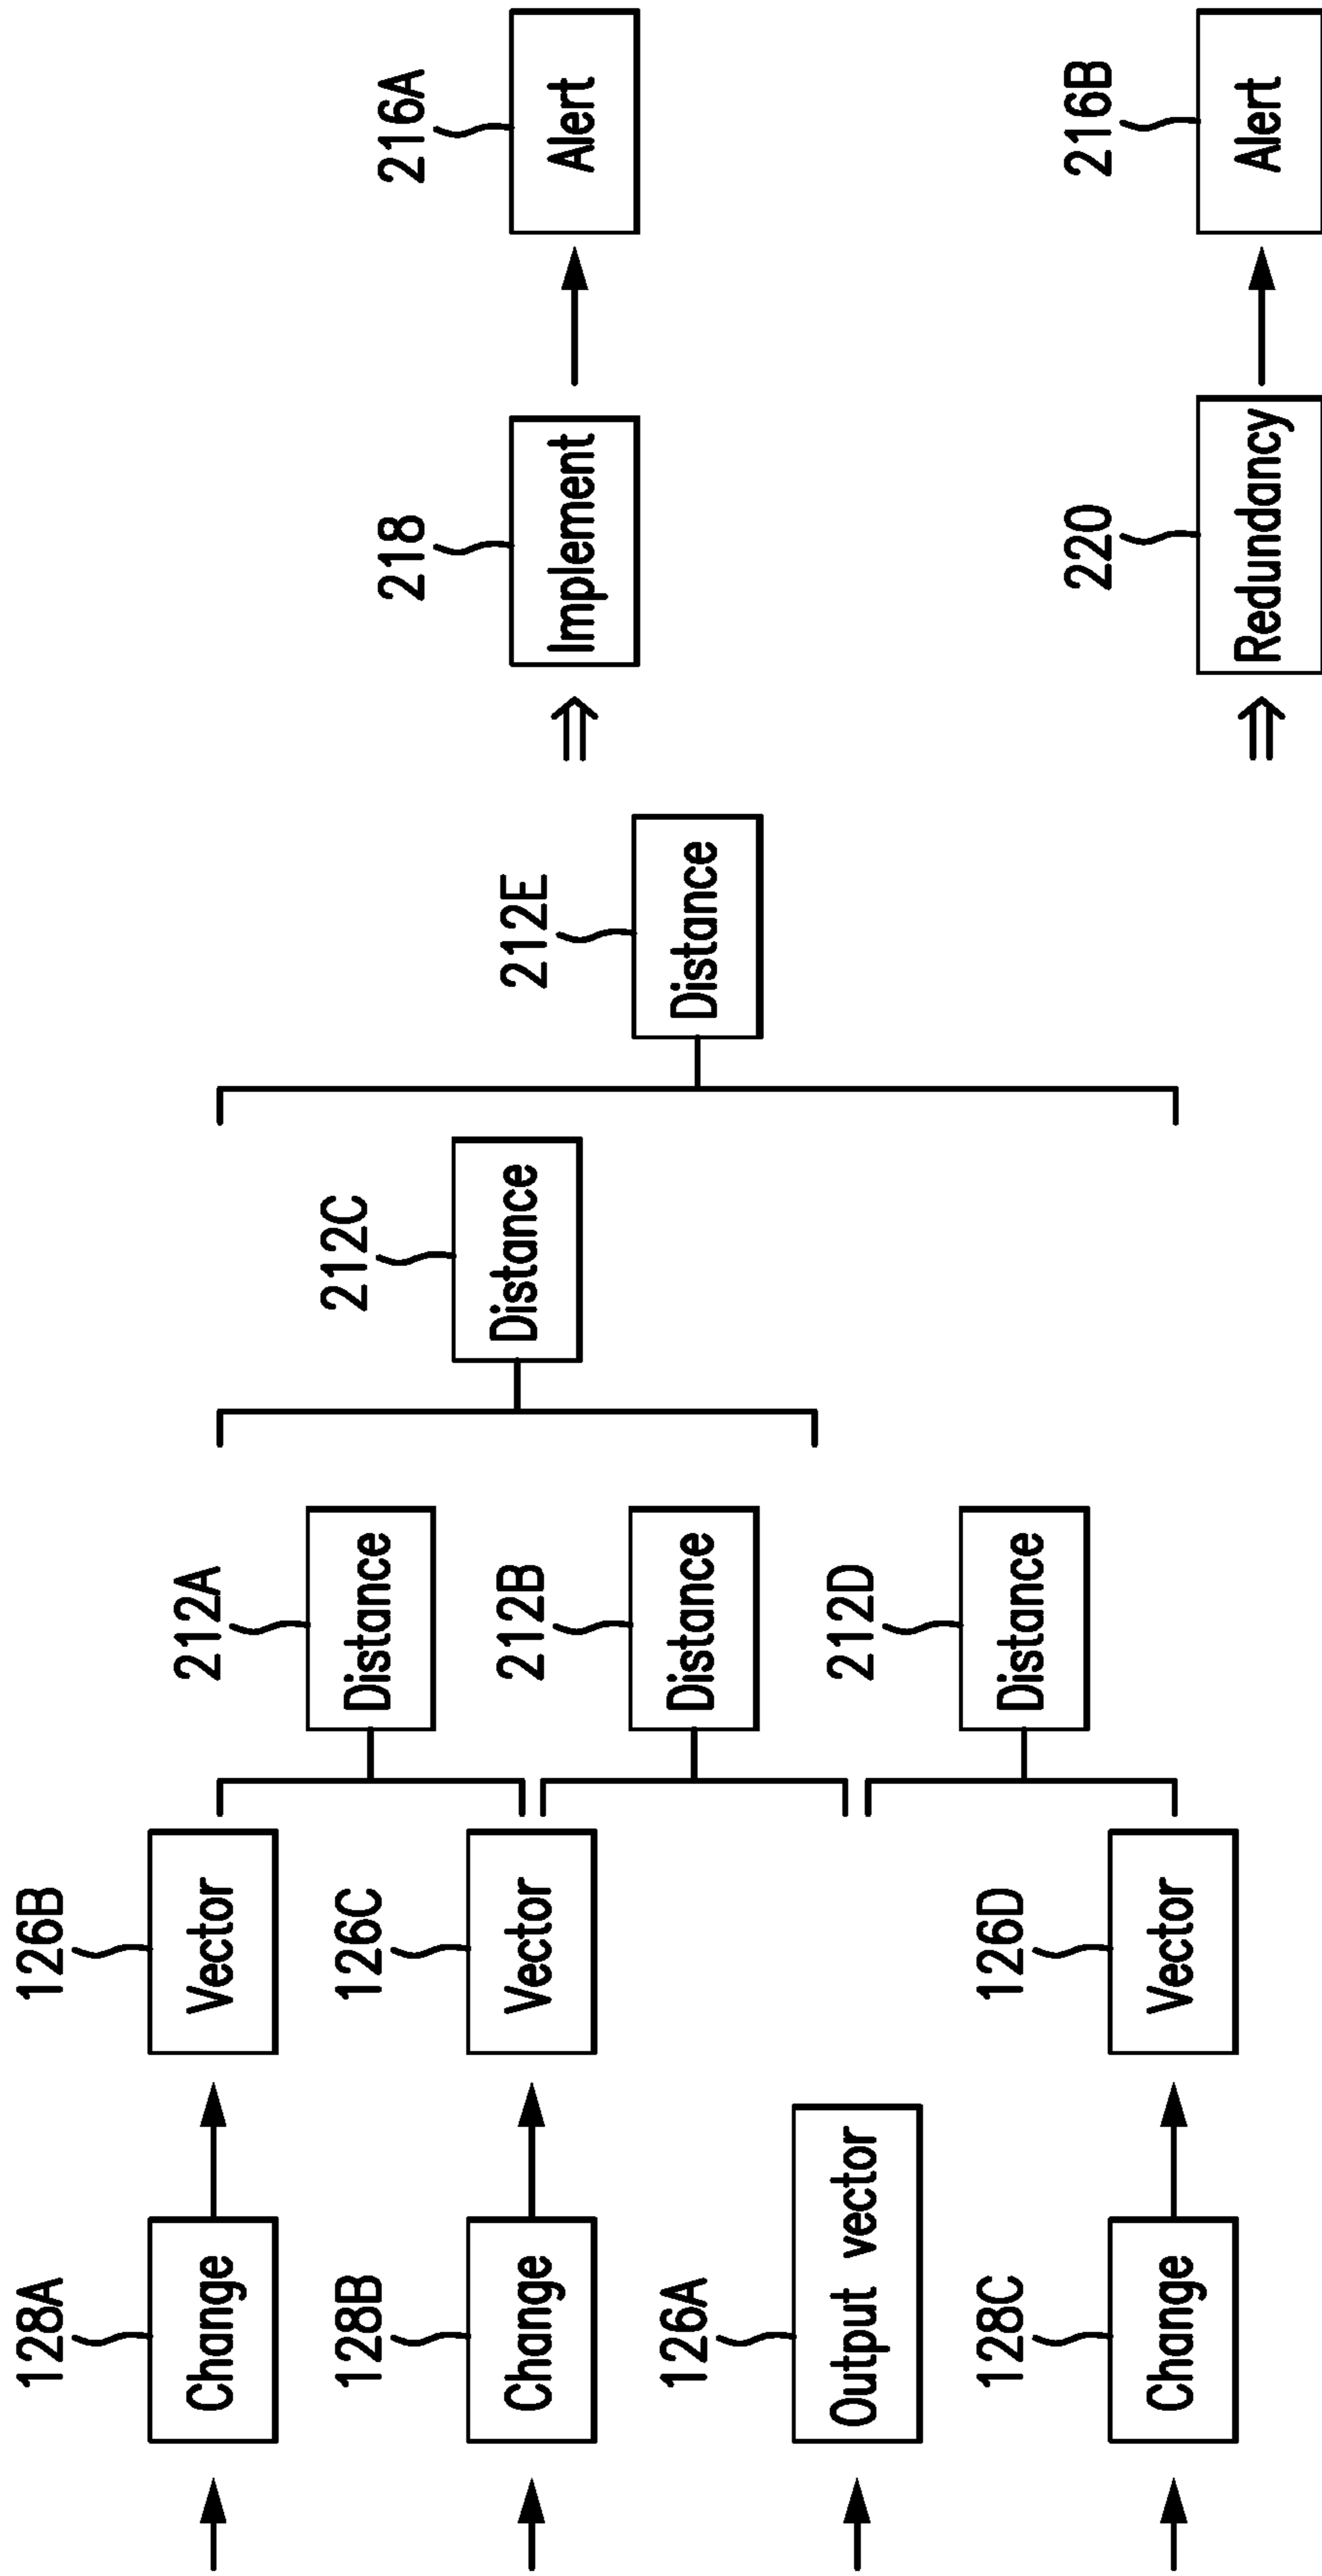 128A
Change
126B
Vector
212A
Distance
128B
Change
126C
Vector
212B
Distance
212C
Distance
212E
Distance
218
Implement
216A
Alert
126A
Output vector
212D
Distance
128C
Change
126D
Vector
220
Redundancy
216B
Alert